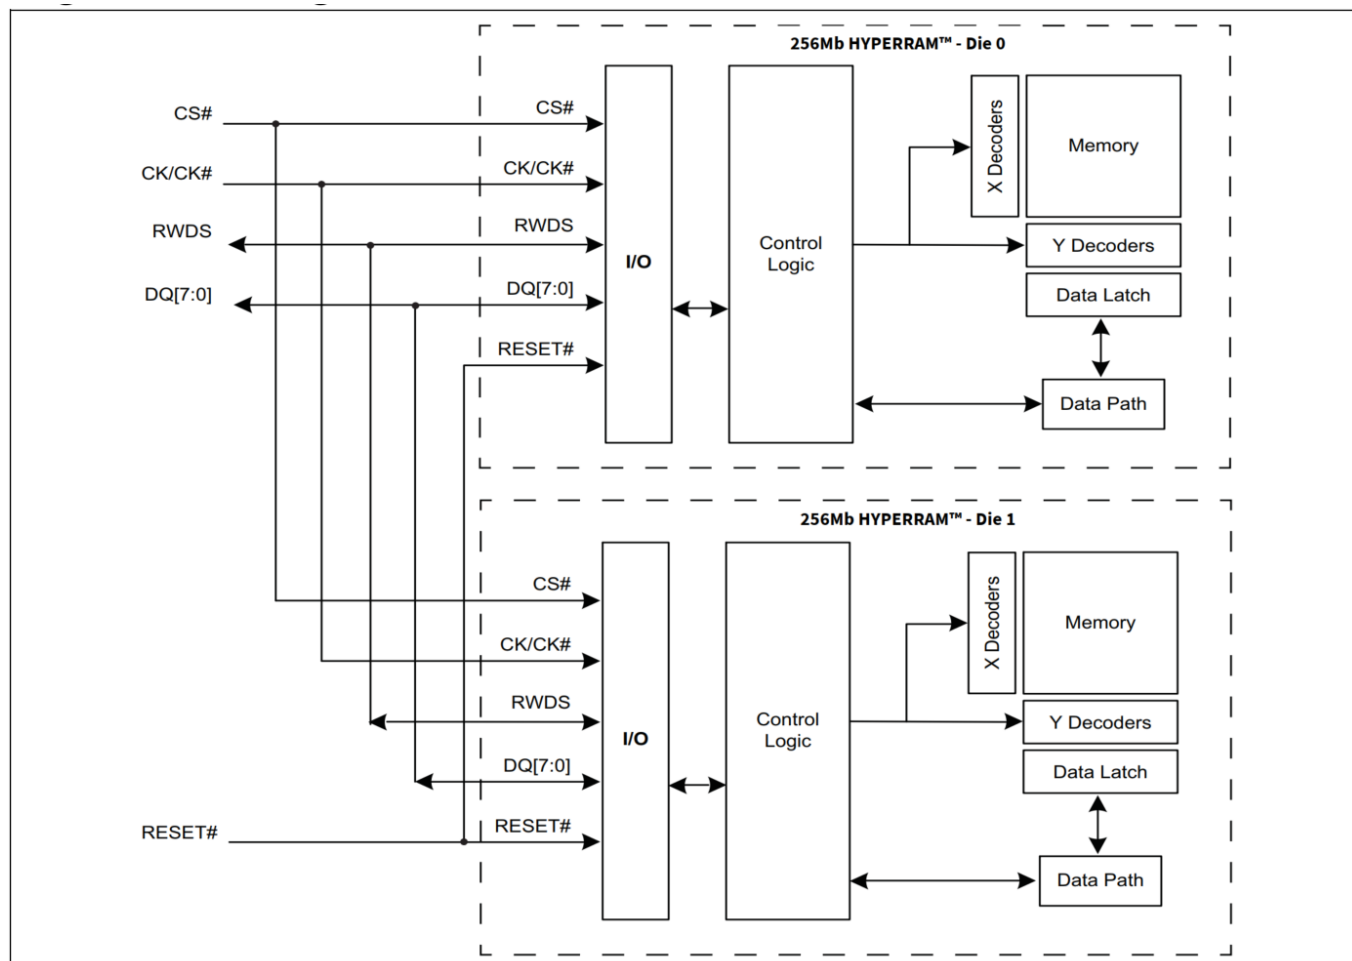 256Mb HYPERRAM™ - Die 0
CS#
CS#
CK/CK#
CK/CK#
RWDS
RWDS
DQ[7:0]
DQ[7:0]
RESET#
I/O
Control
Logic
X Decoders
Memory
Y Decoders
Data Latch
Data Path
256Mb HYPERRAM™ - Die 1
CS#
CK/CK#
RWDS
DQ[7:0]
RESET#
RESET#
I/O
Control
Logic
X Decoders
Memory
Y Decoders
Data Latch
Data Path